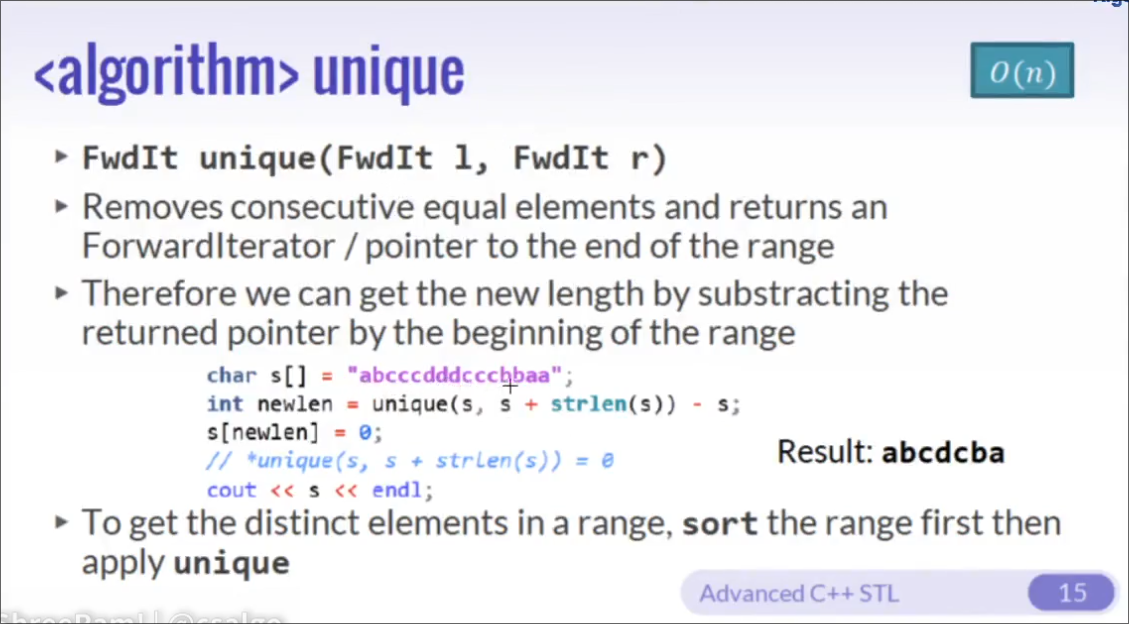 <algorithm> unique
O(n)
FwdIt unique(FwdIt l, FwdIt r)
Removes consecutive equal elements and returns an
ForwardIterator / pointer to the end of the range
Therefore we can get the new length by substracting the
returned pointer by the beginning of the range
char s[] = "abcccdddcccbbaa";
int newlen = unique(s, s + strlen(s)) - s;
s[newlen] = 0;
// *unique(s, s + strlen(s)) = 0
cout << s << endl;
Result: abcdcba
To get the distinct elements in a range, sort the range first then
apply unique
Advanced C++ STL
15